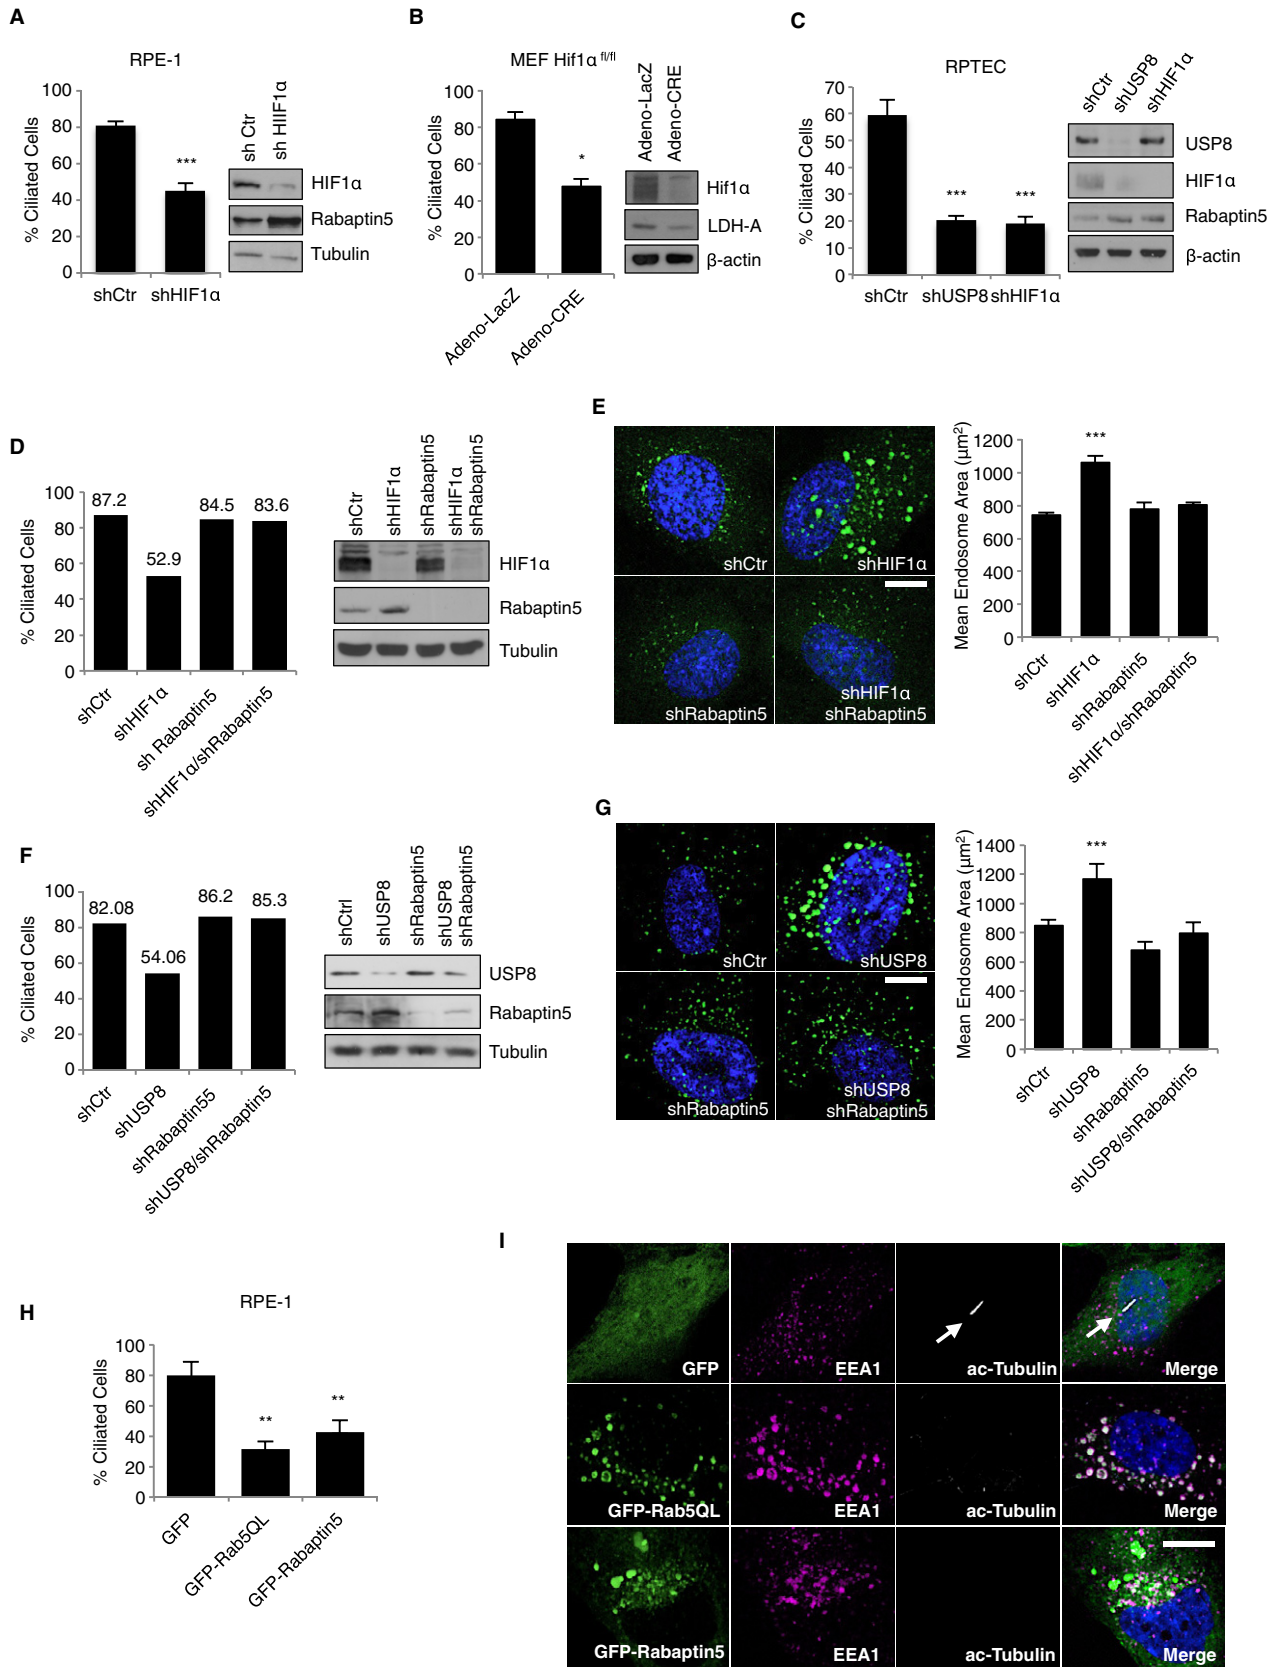 A
RPE-1
% Ciliated Cells
100
80
60
40
20
0
***
shCtr
shHIF1α
sh Ctr
sh HIIF1α
HIF1α
Rabaptin5
Tubulin
B
MEF Hif1α fl/fl
% Ciliated Cells
100
80
60
40
20
0
*
Adeno-LacZ
Adeno-CRE
Adeno-LacZ
Adeno-CRE
Hif1α
LDH-A
β-actin
C
RPTEC
% Ciliated Cells
70
60
50
40
30
20
10
0
***
***
shCtr
shUSP8
shHIF1α
shCtr
shUSP8
shHIF1α
USP8
HIF1α
Rabaptin5
β-actin
D
% Ciliated Cells
100
80
60
40
20
0
87.2
52.9
84.5
83.6
shCtr
shHIF1α
sh Rabaptin5
shHIF1α/shRabaptin5
shCtr
shHIF1α
shRabaptin5
shHIF1α
shRabaptin5
HIF1α
Rabaptin5
Tubulin
E
shCtr
shHIF1α
shRabaptin5
shHIF1α
shRabaptin5
Mean Endosome Area (µm²)
1200
1000
800
600
400
200
0
***
shCtr
shHIF1α
shRabaptin5
shHIF1α/shRabaptin5
F
% Ciliated Cells
100
80
60
40
20
0
82.08
54.06
86.2
85.3
shCtr
shUSP8
shRabaptin55
shUSP8/shRabaptin5
shCtrl
shUSP8
shRabaptin5
shUSP8
shRabaptin5
USP8
Rabaptin5
Tubulin
G
shCtr
shUSP8
shRabaptin5
shUSP8
shRabaptin5
Mean Endosome Area (µm²)
1400
1200
1000
800
600
400
200
0
***
shCtr
shUSP8
shRabaptin5
shUSP8/shRabaptin5
H
RPE-1
% Ciliated Cells
100
80
60
40
20
0
**
**
GFP
GFP-Rab5QL
GFP-Rabaptin5
I
GFP
EEA1
ac-Tubulin
Merge
GFP-Rab5QL
EEA1
ac-Tubulin
Merge
GFP-Rabaptin5
EEA1
ac-Tubulin
Merge